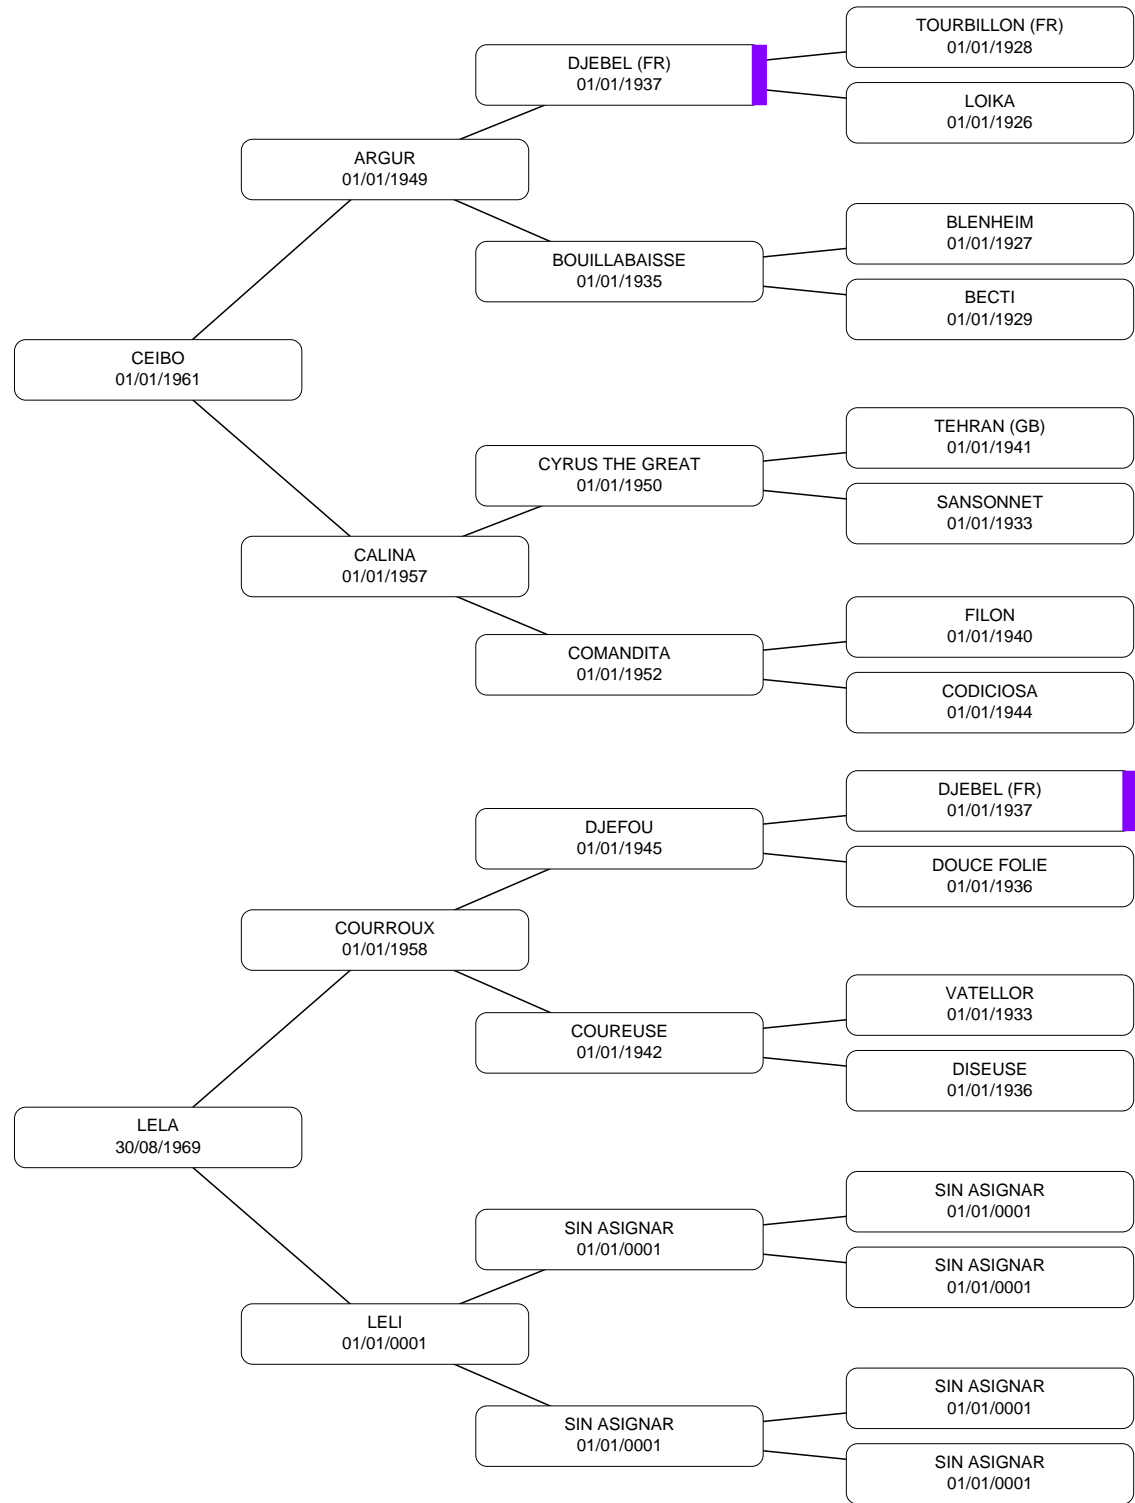 TOURBILLON (FR)
01/01/1928
DJEBEL (FR)
01/01/1937
LOIKA
01/01/1926
ARGUR
01/01/1949
BLENHEIM
01/01/1927
BOUILLABAISSE
01/01/1935
BECTI
01/01/1929
CEIBO
01/01/1961
TEHRAN (GB)
01/01/1941
CYRUS THE GREAT
01/01/1950
SANSONNET
01/01/1933
CALINA
01/01/1957
FILON
01/01/1940
COMANDITA
01/01/1952
CODICIOSA
01/01/1944
DJEBEL (FR)
01/01/1937
DJEFOU
01/01/1945
DOUCE FOLIE
01/01/1936
COURROUX
01/01/1958
VATELLOR
01/01/1933
COUREUSE
01/01/1942
DISEUSE
01/01/1936
LELA
30/08/1969
SIN ASIGNAR
01/01/0001
SIN ASIGNAR
01/01/0001
SIN ASIGNAR
01/01/0001
LELI
01/01/0001
SIN ASIGNAR
01/01/0001
SIN ASIGNAR
01/01/0001
SIN ASIGNAR
01/01/0001